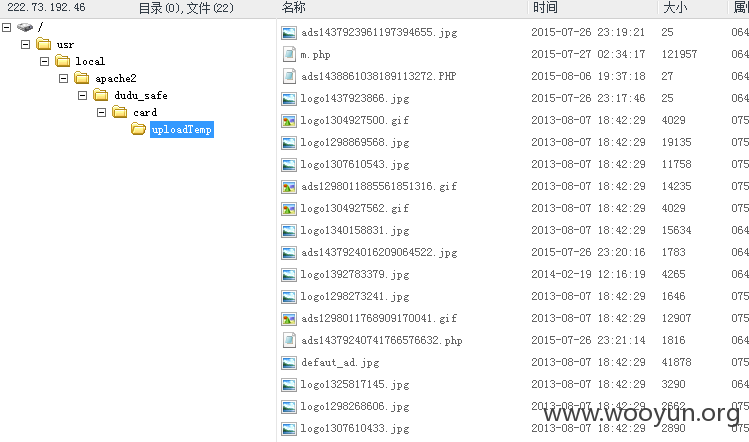 222.73.192.46 目录(0),文件(22) 名称 时间 大小 属
/
usr
local
apache2
dudu_safe
card
uploadTemp
ads1437923961197394655.jpg 2015-07-26 23:19:21 25 064
m.php 2015-07-27 02:34:17 121957 064
ads1438861038189113272.PHP 2015-08-06 19:37:18 27 064
logo1437923866.jpg 2015-07-26 23:17:46 25 064
logo1304927500.gif 2013-08-07 18:42:29 4029 075
logo1298869568.jpg 2013-08-07 18:42:29 19135 075
logo1307610543.jpg 2013-08-07 18:42:29 11758 075
ads1298011885561851316.gif 2013-08-07 18:42:29 14235 075
logo1304927562.gif 2013-08-07 18:42:29 4029 075
logo1340158831.jpg 2013-08-07 18:42:29 15634 075
ads1437924016209064522.jpg 2015-07-26 23:20:16 1783 064
logo1392783379.jpg 2014-02-19 12:16:19 4265 064
logo1298273241.jpg 2013-08-07 18:42:29 1646 075
ads1298011768909170041.gif 2013-08-07 18:42:29 12907 075
ads14379240741766576632.php 2015-07-26 23:21:14 1816 064
defaut_ad.jpg 2013-08-07 18:42:29 41878 075
logo1325817145.jpg 2013-08-07 18:42:29 3290 075
logo1298268606.jpg 2013-08-07 18:42:29 2662 075
logo1307610433.jpg 2013-08-07 18:42:29 2890 075
www.wooyun.org